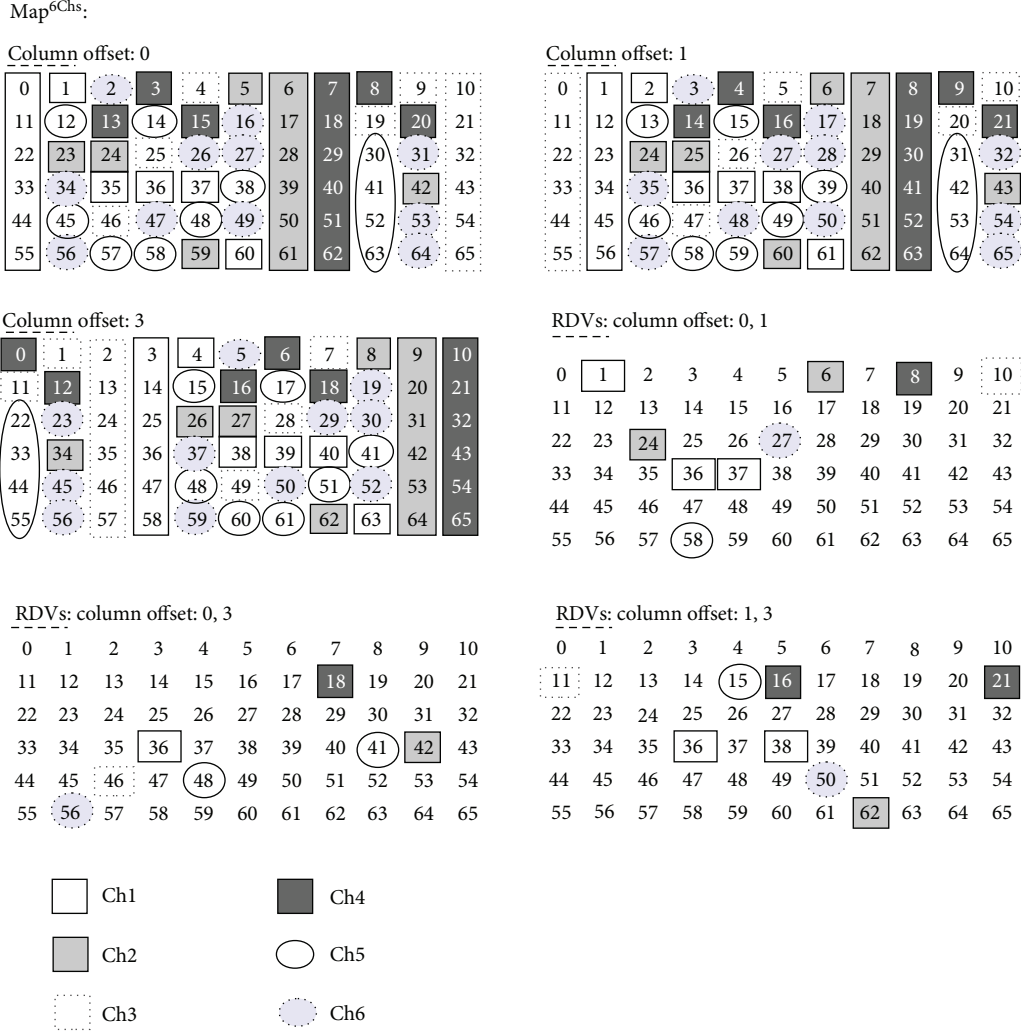 Map6Chs:
Column offset: 0
0 1 2 3 4 5 6 7 8 9 10
11 12 13 14 15 16 17 18 19 20 21
22 23 24 25 26 27 28 29 30 31 32
33 34 35 36 37 38 39 40 41 42 43
44 45 46 47 48 49 50 51 52 53 54
55 56 57 58 59 60 61 62 63 64 65
Column offset: 1
0 1 2 3 4 5 6 7 8 9 10
11 12 13 14 15 16 17 18 19 20 21
22 23 24 25 26 27 28 29 30 31 32
33 34 35 36 37 38 39 40 41 42 43
44 45 46 47 48 49 50 51 52 53 54
55 56 57 58 59 60 61 62 63 64 65
Column offset: 3
0 1 2 3 4 5 6 7 8 9 10
11 12 13 14 15 16 17 18 19 20 21
22 23 24 25 26 27 28 29 30 31 32
33 34 35 36 37 38 39 40 41 42 43
44 45 46 47 48 49 50 51 52 53 54
55 56 57 58 59 60 61 62 63 64 65
RDVs: column offset: 0, 1
0 1 2 3 4 5 6 7 8 9 10
11 12 13 14 15 16 17 18 19 20 21
22 23 24 25 26 27 28 29 30 31 32
33 34 35 36 37 38 39 40 41 42 43
44 45 46 47 48 49 50 51 52 53 54
55 56 57 58 59 60 61 62 63 64 65
RDVs: column offset: 0, 3
0 1 2 3 4 5 6 7 8 9 10
11 12 13 14 15 16 17 18 19 20 21
22 23 24 25 26 27 28 29 30 31 32
33 34 35 36 37 38 39 40 41 42 43
44 45 46 47 48 49 50 51 52 53 54
55 56 57 58 59 60 61 62 63 64 65
RDVs: column offset: 1, 3
0 1 2 3 4 5 6 7 8 9 10
11 12 13 14 15 16 17 18 19 20 21
22 23 24 25 26 27 28 29 30 31 32
33 34 35 36 37 38 39 40 41 42 43
44 45 46 47 48 49 50 51 52 53 54
55 56 57 58 59 60 61 62 63 64 65
Ch1
Ch4
Ch2
Ch5
Ch3
Ch6